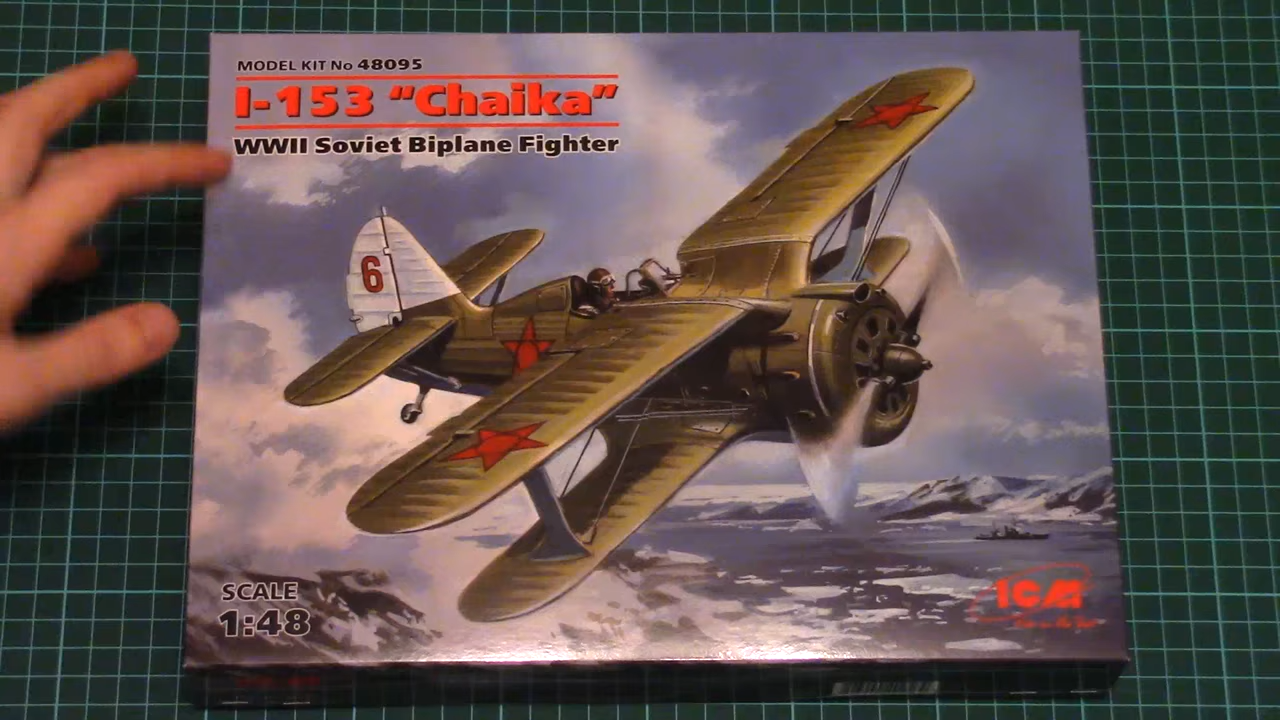 MODEL KIT No 48095
I-153 "Chaika"
WWII Soviet Biplane Fighter
6
SCALE
1:48
ICM